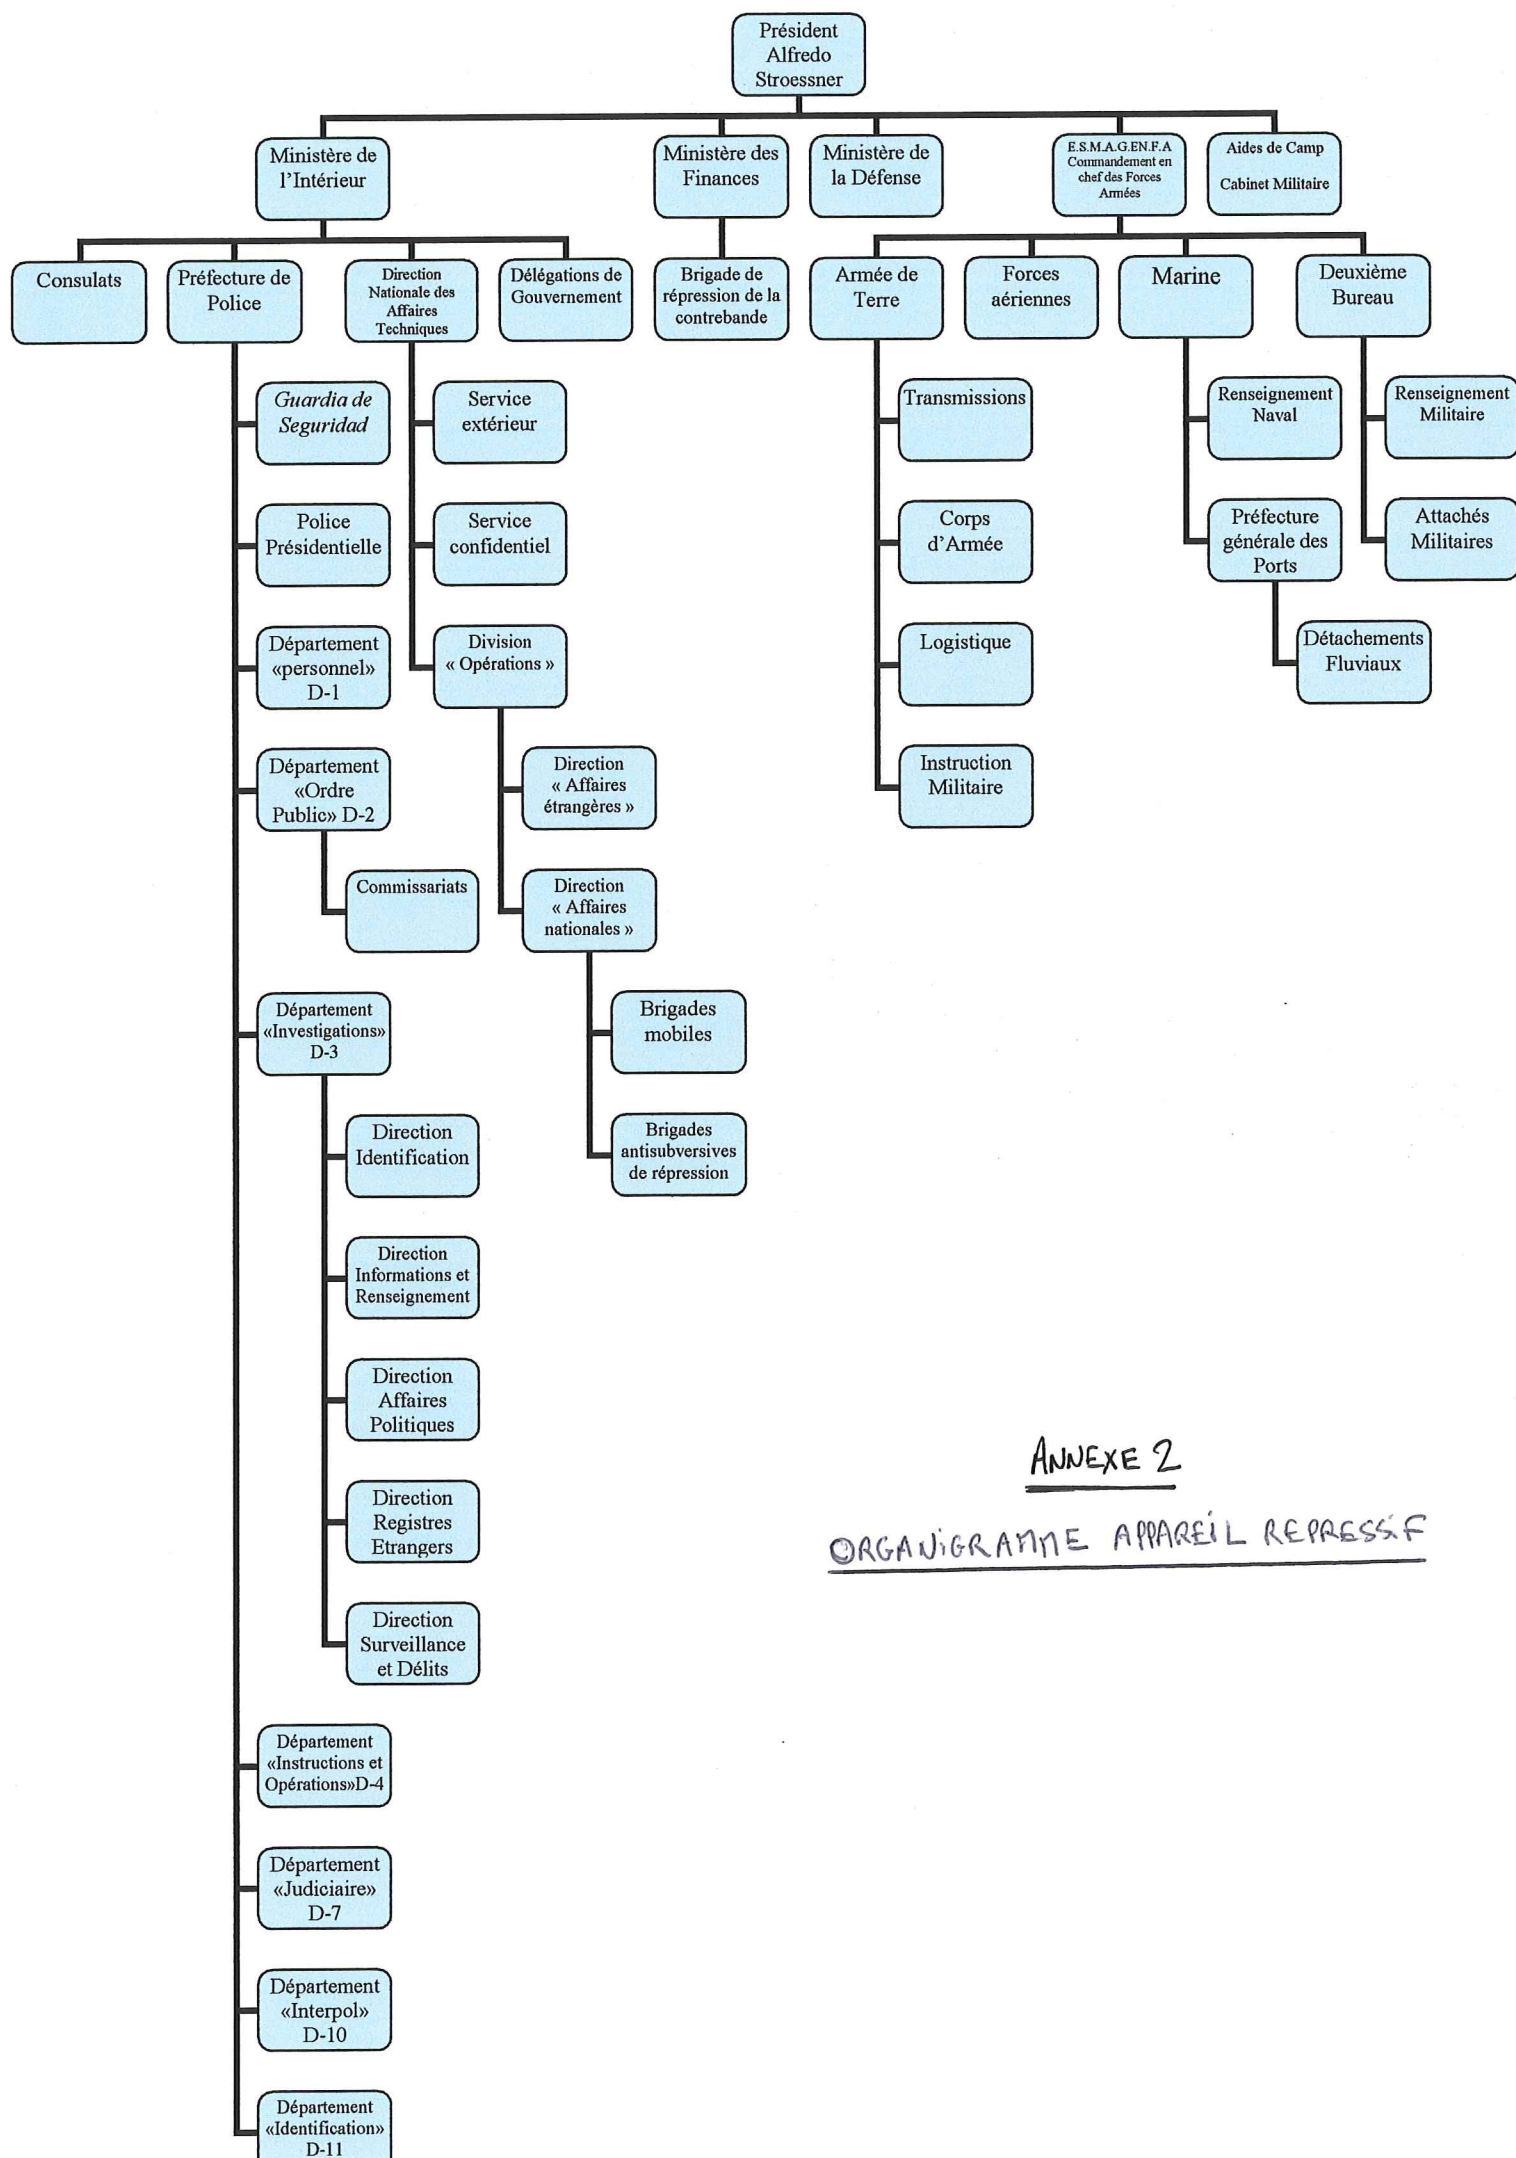 Président
Alfredo
Stroessner
Ministère de
l'Intérieur
Ministère des
Finances
Ministère de
la Défense
E.S.M.A.G.EN.F.A
Commandement en
chef des Forces
Armées
Aides de Camp
Cabinet Militaire
Consulats
Préfecture de
Police
Direction
Nationale des
Affaires
Techniques
Délégations de
Gouvernement
Brigade de
répression de la
contrebande
Armée de
Terre
Forces
aériennes
Marine
Deuxième
Bureau
Guardia de
Seguridad
Service
extérieur
Transmissions
Renseignement
Naval
Renseignement
Militaire
Police
Présidentielle
Service
confidentiel
Corps
d'Armée
Préfecture
générale des
Ports
Attachés
Militaires
Département
«personnel»
D-1
Division
« Opérations »
Logistique
Détachements
Fluviaux
Département
«Ordre
Public» D-2
Direction
« Affaires
étrangères »
Instruction
Militaire
Commissariats
Direction
« Affaires
nationales »
Département
«Investigations»
D-3
Brigades
mobiles
Direction
Identification
Brigades
antisubversives
de répression
Direction
Informations et
Renseignement
Direction
Affaires
Politiques
Direction
Registres
Etrangers
Direction
Surveillance
et Délits
ANNEXE 2
ORGANIGRAMME APPAREIL REPRESSIF
Département
«Instructions et
Opérations»D-4
Département
«Judiciaire»
D-7
Département
«Interpol»
D-10
Département
«Identification»
D-11